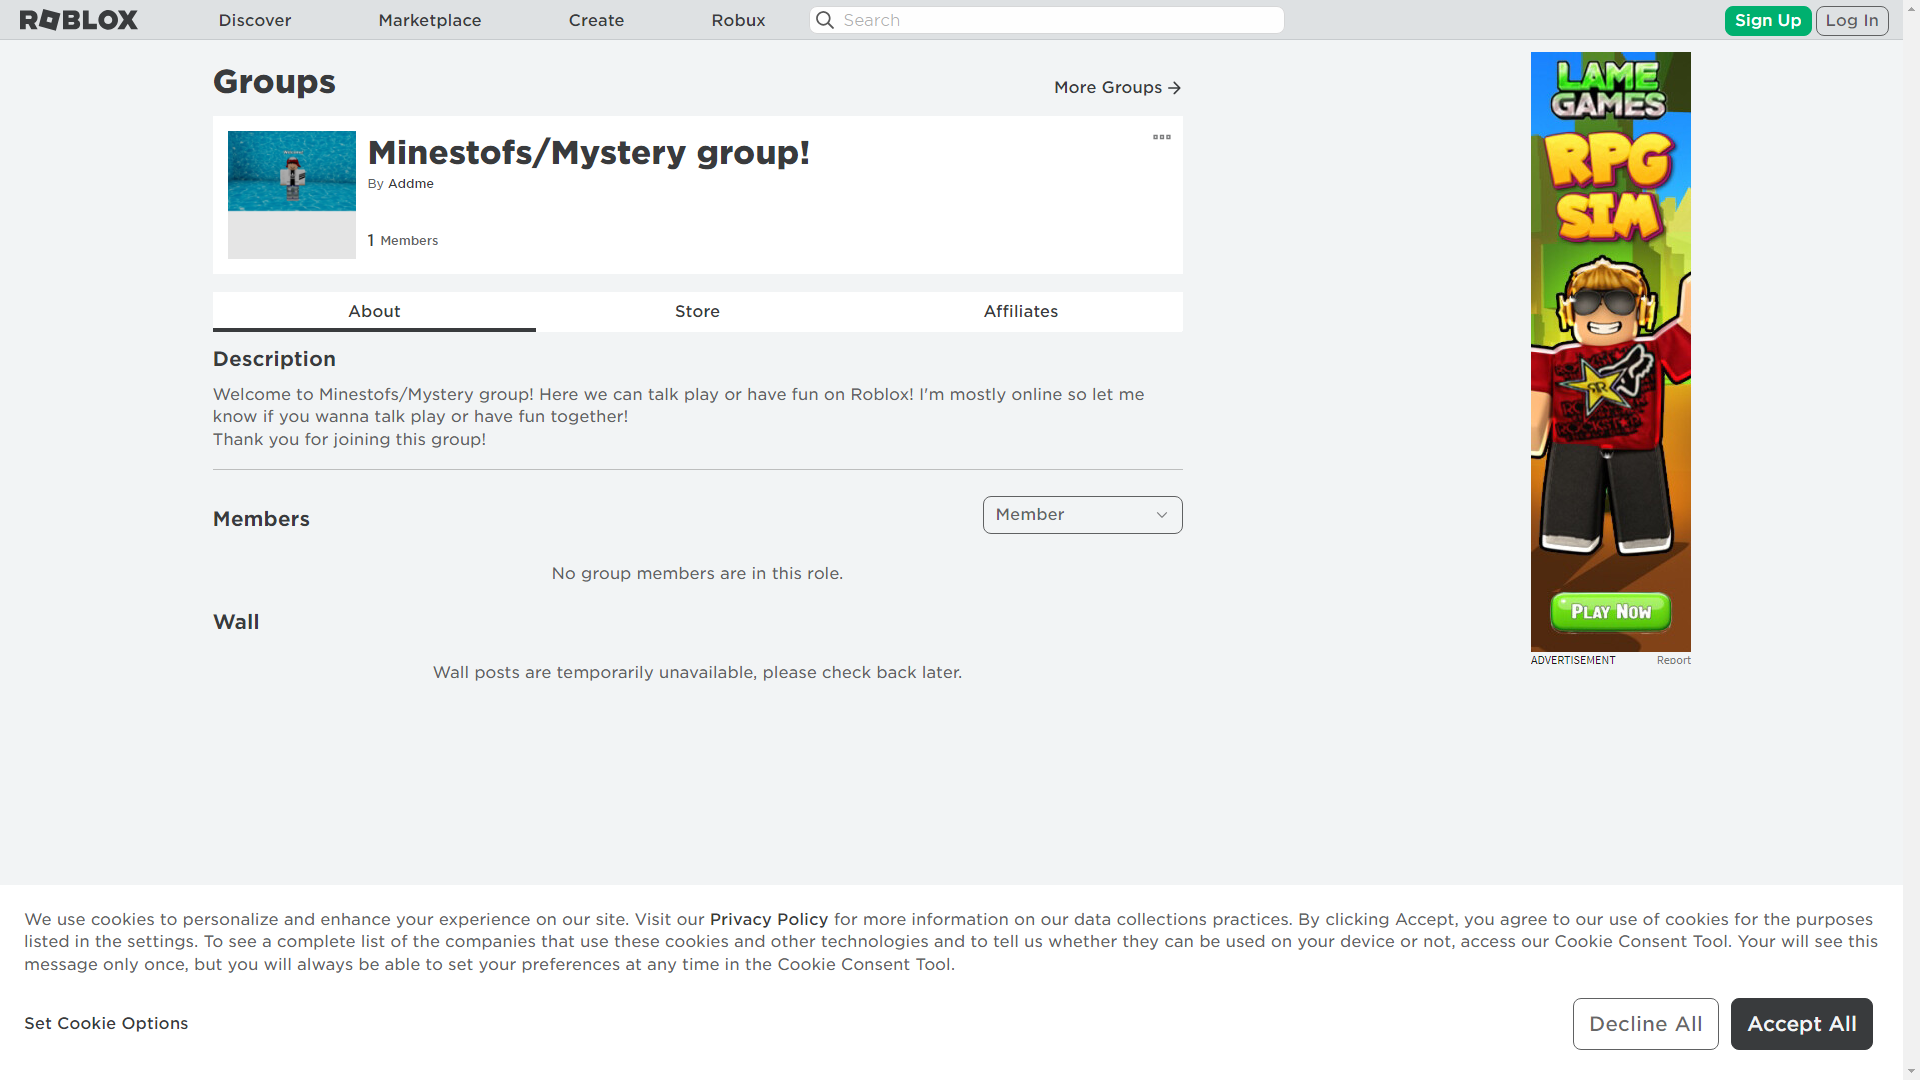 ROBLOX
Discover
Marketplace
Create
Robux
Search
Sign Up
Log In
Groups
More Groups
Minestofs/Mystery group!
By Addme
1 Members
About
Store
Affiliates
Description
Welcome to Minestofs/Mystery group! Here we can talk play or have fun on Roblox! I'm mostly online so let me
know if you wanna talk play or have fun together!
Thank you for joining this group!
Members
Member
No group members are in this role.
Wall
Wall posts are temporarily unavailable, please check back later.
LAME
GAMES
RPG
SIM
ROCKSTAR
PLAY NOW
ADVERTISEMENT
Report
We use cookies to personalize and enhance your experience on our site. Visit our Privacy Policy for more information on our data collections practices. By clicking Accept, you agree to our use of cookies for the purposes
listed in the settings. To see a complete list of the companies that use these cookies and other technologies and to tell us whether they can be used on your device or not, access our Cookie Consent Tool. Your will see this
message only once, but you will always be able to set your preferences at any time in the Cookie Consent Tool.
Set Cookie Options
Decline All
Accept All